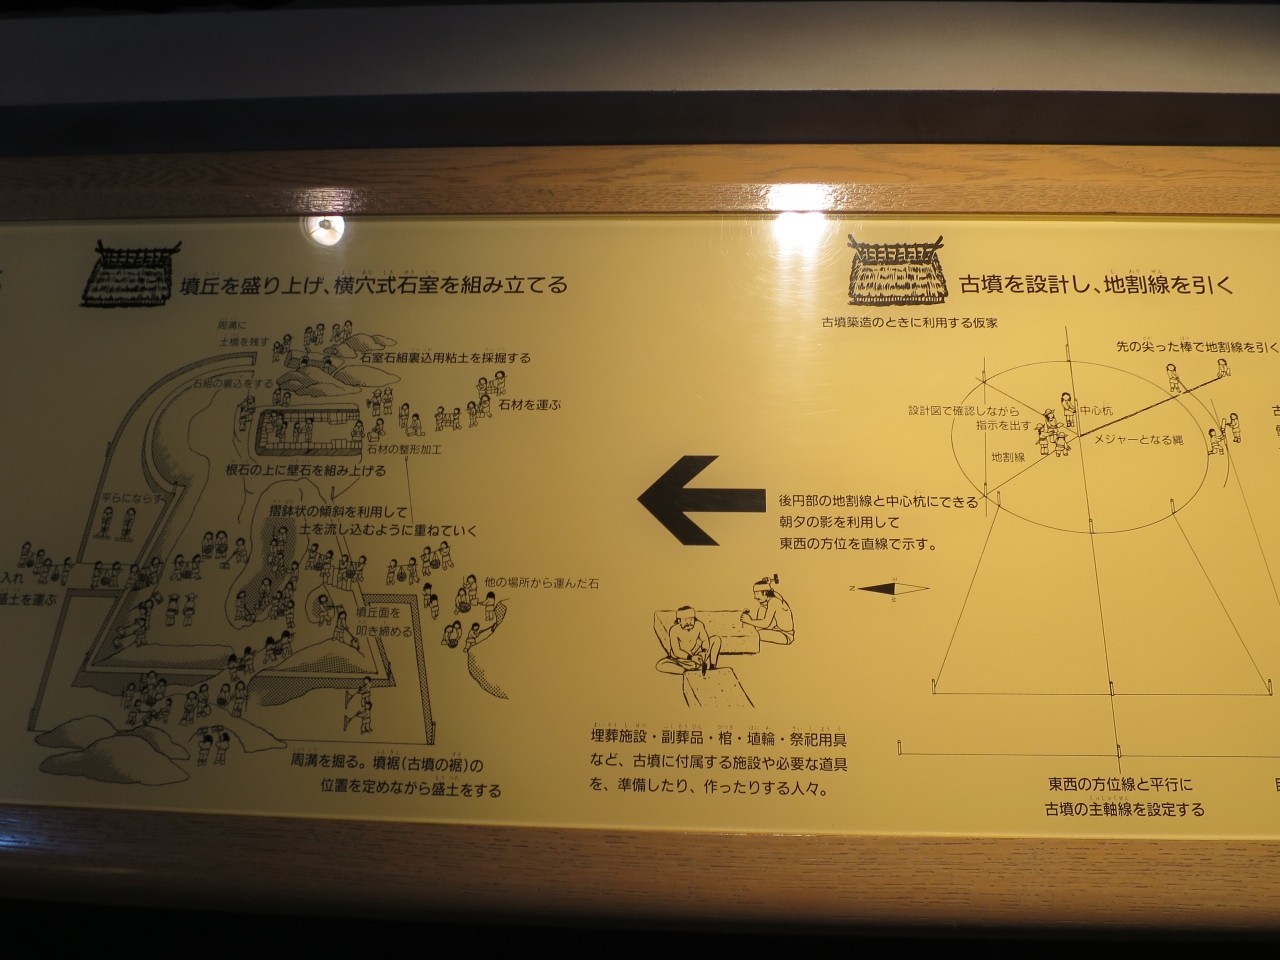 墳丘を盛り上げ、横穴式石室を組み立てる
周溝に
土橋を残す
石室石組裏込用粘土を採掘する
石組の裏込をする
石材を運ぶ
石材の整形加工
根石の上に壁石を組み上げる
平らにならす
摺鉢状の傾斜を利用して
土を流し込むように重ねていく
入れ
盛土を運ぶ
他の場所から運んだ石
墳丘面を
叩き締める
周溝を掘る。墳裾(古墳の裾)の
位置を定めながら盛土をする
古墳を設計し、地割線を引く
古墳築造のときに利用する仮家
先の尖った棒で地割線を引く
設計図で確認しながら
指示を出す
中心杭
メジャーとなる縄
地割線
後円部の地割線と中心杭にできる
朝夕の影を利用して
東西の方位を直線で示す。
埋葬施設・副葬品・棺・埴輪・祭祀用具
など、古墳に付属する施設や必要な道具
を、準備したり、作ったりする人々。
東西の方位線と平行に
古墳の主軸線を設定する